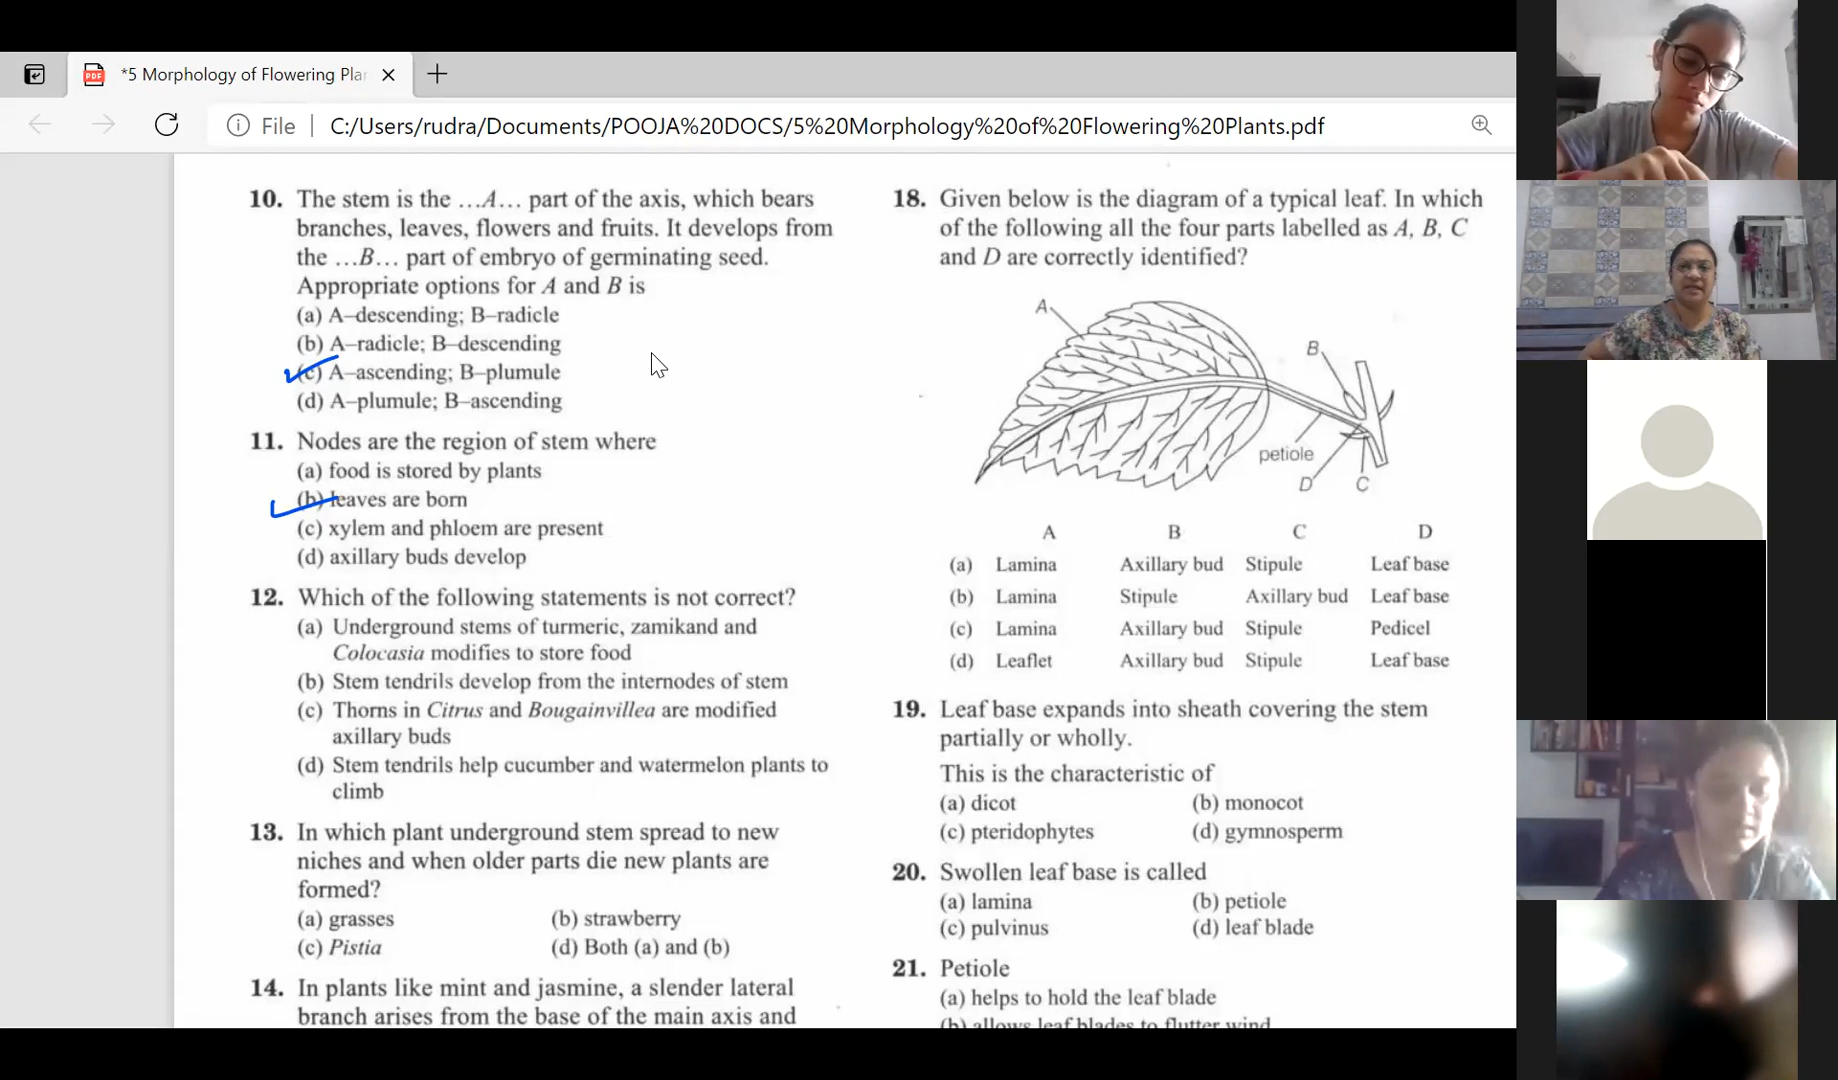 *5 Morphology of Flowering Pla
File
C:/Users/rudra/Documents/POOJA%20DOCS/5%20Morphology%20of%20Flowering%20Plants.pdf
10. The stem is the ...A... part of the axis, which bears
branches, leaves, flowers and fruits. It develops from
the ...B... part of embryo of germinating seed.
Appropriate options for A and B is
(a) A–descending; B–radicle
(b) A–radicle; B–descending
(c) A–ascending; B–plumule
(d) A–plumule; B–ascending
11. Nodes are the region of stem where
(a) food is stored by plants
(b) leaves are born
(c) xylem and phloem are present
(d) axillary buds develop
12. Which of the following statements is not correct?
(a) Underground stems of turmeric, zamikand and
Colocasia modifies to store food
(b) Stem tendrils develop from the internodes of stem
(c) Thorns in Citrus and Bougainvillea are modified
axillary buds
(d) Stem tendrils help cucumber and watermelon plants to
climb
13. In which plant underground stem spread to new
niches and when older parts die new plants are
formed?
(a) grasses (b) strawberry
(c) Pistia (d) Both (a) and (b)
14. In plants like mint and jasmine, a slender lateral
branch arises from the base of the main axis and
18. Given below is the diagram of a typical leaf. In which
of the following all the four parts labelled as A, B, C
and D are correctly identified?
A
B
petiole
D C
A B C D
(a) Lamina Axillary bud Stipule Leaf base
(b) Lamina Stipule Axillary bud Leaf base
(c) Lamina Axillary bud Stipule Pedicel
(d) Leaflet Axillary bud Stipule Leaf base
19. Leaf base expands into sheath covering the stem
partially or wholly.
This is the characteristic of
(a) dicot (b) monocot
(c) pteridophytes (d) gymnosperm
20. Swollen leaf base is called
(a) lamina (b) petiole
(c) pulvinus (d) leaf blade
21. Petiole
(a) helps to hold the leaf blade
(b) allows leaf blades to flutter wind